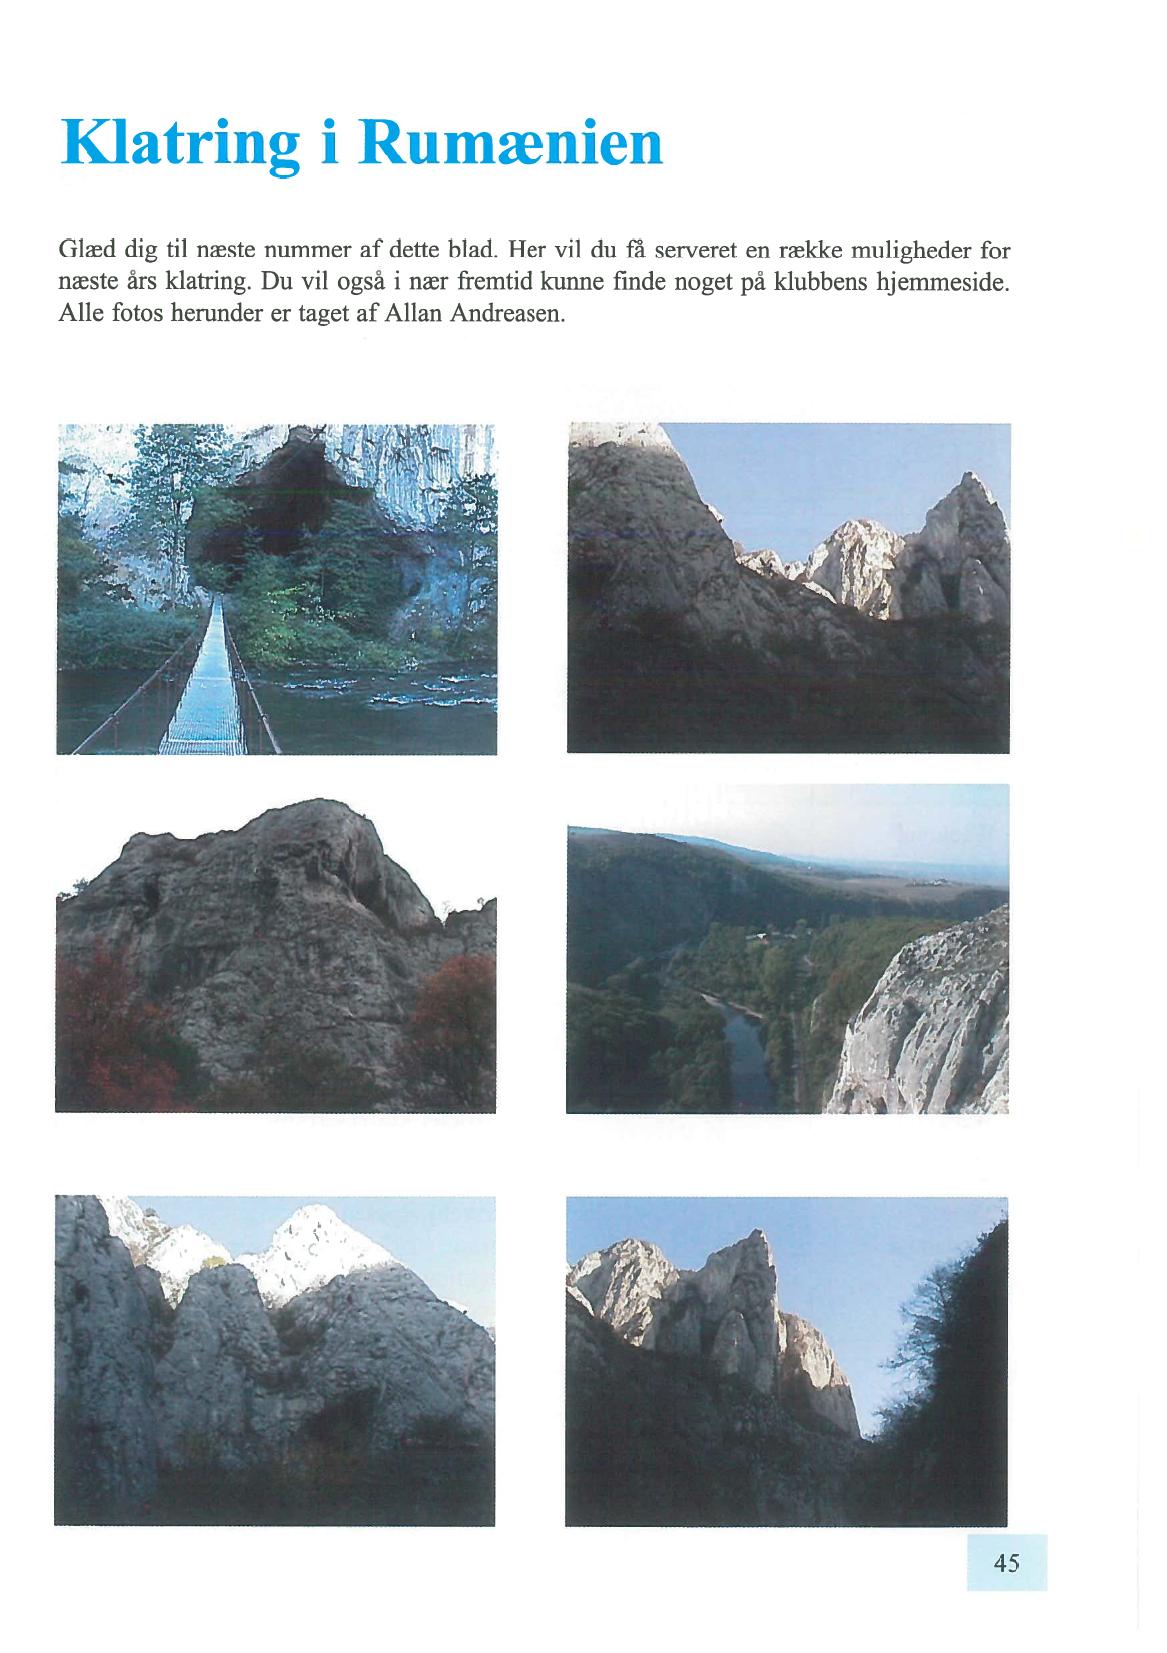 Klatring i Rumænien
Glæd dig til næste nummer af dette blad. Her vil du få serveret en række muligheder for
næste års klatring. Du vil også i nær fremtid kunne finde noget på klubbens hjemmeside.
Alle fotos herunder er taget af Allan Andreasen.
45